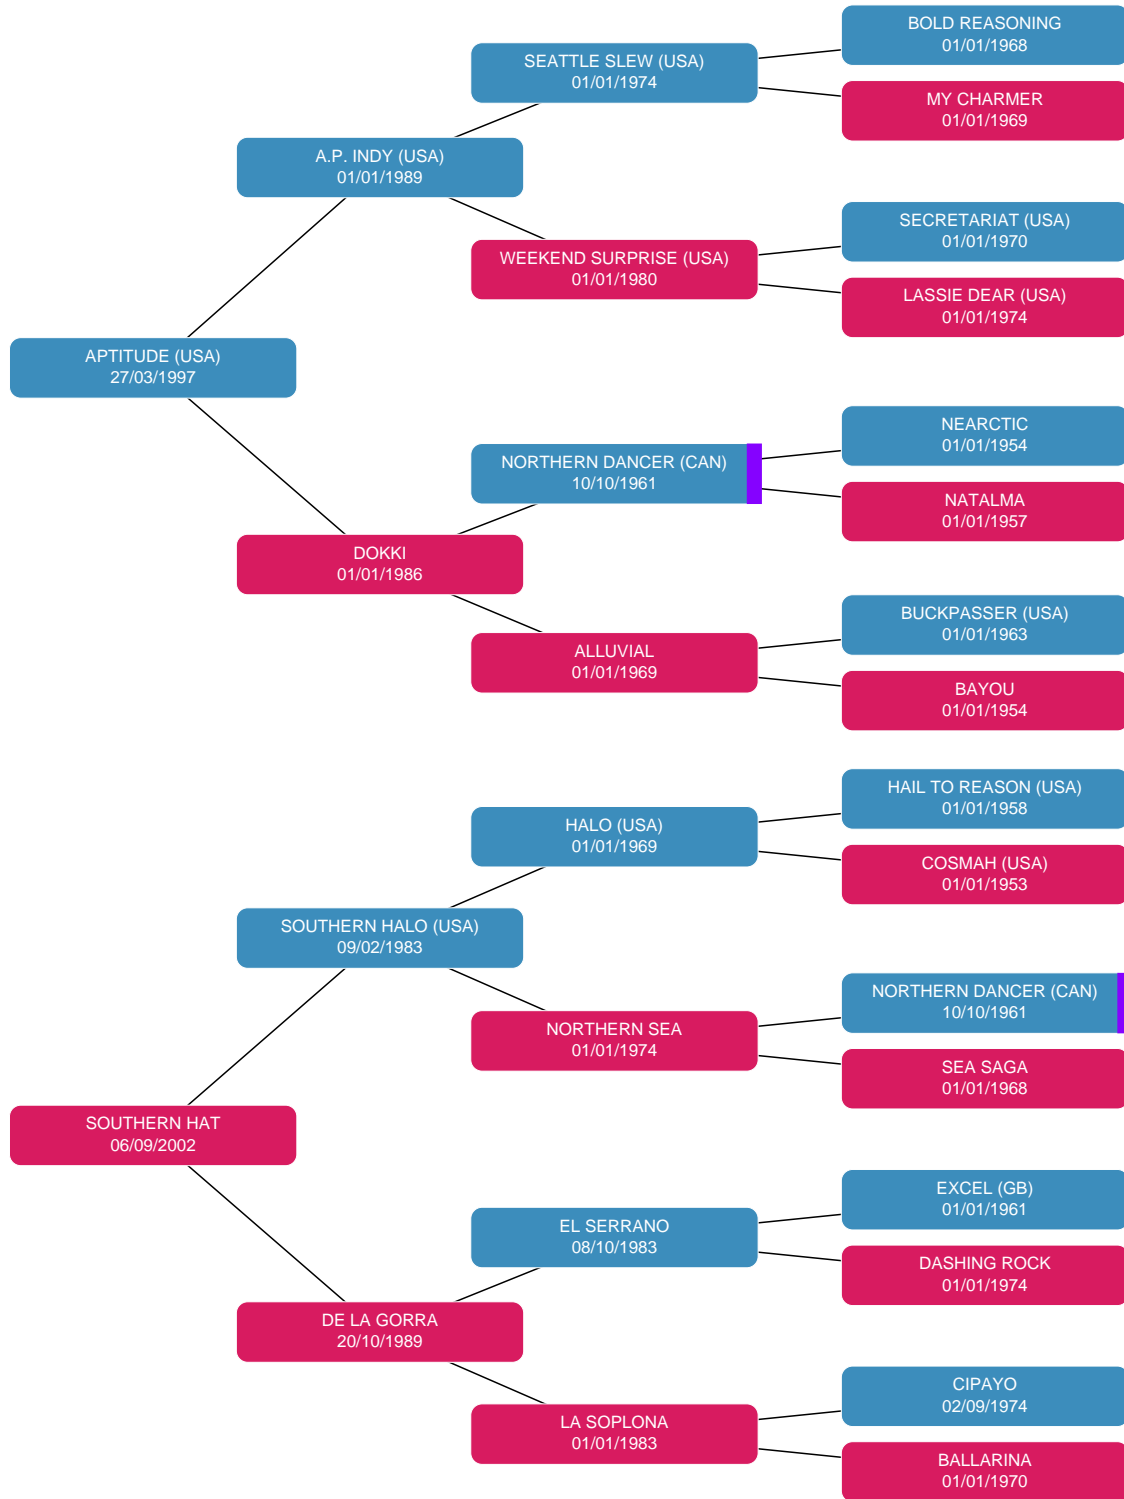 BOLD REASONING
01/01/1968
SEATTLE SLEW (USA)
01/01/1974
MY CHARMER
01/01/1969
A.P. INDY (USA)
01/01/1989
SECRETARIAT (USA)
01/01/1970
WEEKEND SURPRISE (USA)
01/01/1980
LASSIE DEAR (USA)
01/01/1974
APTITUDE (USA)
27/03/1997
NEARCTIC
01/01/1954
NORTHERN DANCER (CAN)
10/10/1961
NATALMA
01/01/1957
DOKKI
01/01/1986
BUCKPASSER (USA)
01/01/1963
ALLUVIAL
01/01/1969
BAYOU
01/01/1954
HAIL TO REASON (USA)
01/01/1958
HALO (USA)
01/01/1969
COSMAH (USA)
01/01/1953
SOUTHERN HALO (USA)
09/02/1983
NORTHERN DANCER (CAN)
10/10/1961
NORTHERN SEA
01/01/1974
SEA SAGA
01/01/1968
SOUTHERN HAT
06/09/2002
EXCEL (GB)
01/01/1961
EL SERRANO
08/10/1983
DASHING ROCK
01/01/1974
DE LA GORRA
20/10/1989
CIPAYO
02/09/1974
LA SOPLONA
01/01/1983
BALLARINA
01/01/1970